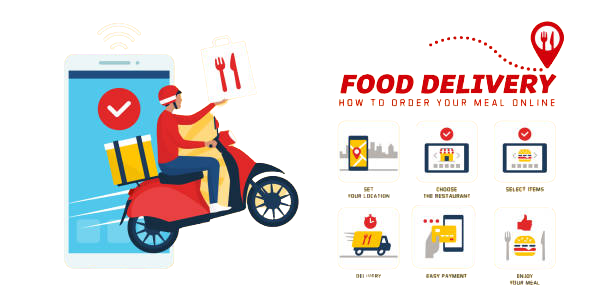 FOOD DELIVERY
HOW TO ORDER YOUR MEAL ONLINE
SET
YOUR LOCATION
CHOOSE
THE RESTAURANT
SELECT ITEMS
DELIVERY
EASY PAYMENT
ENJOY
YOUR MEAL